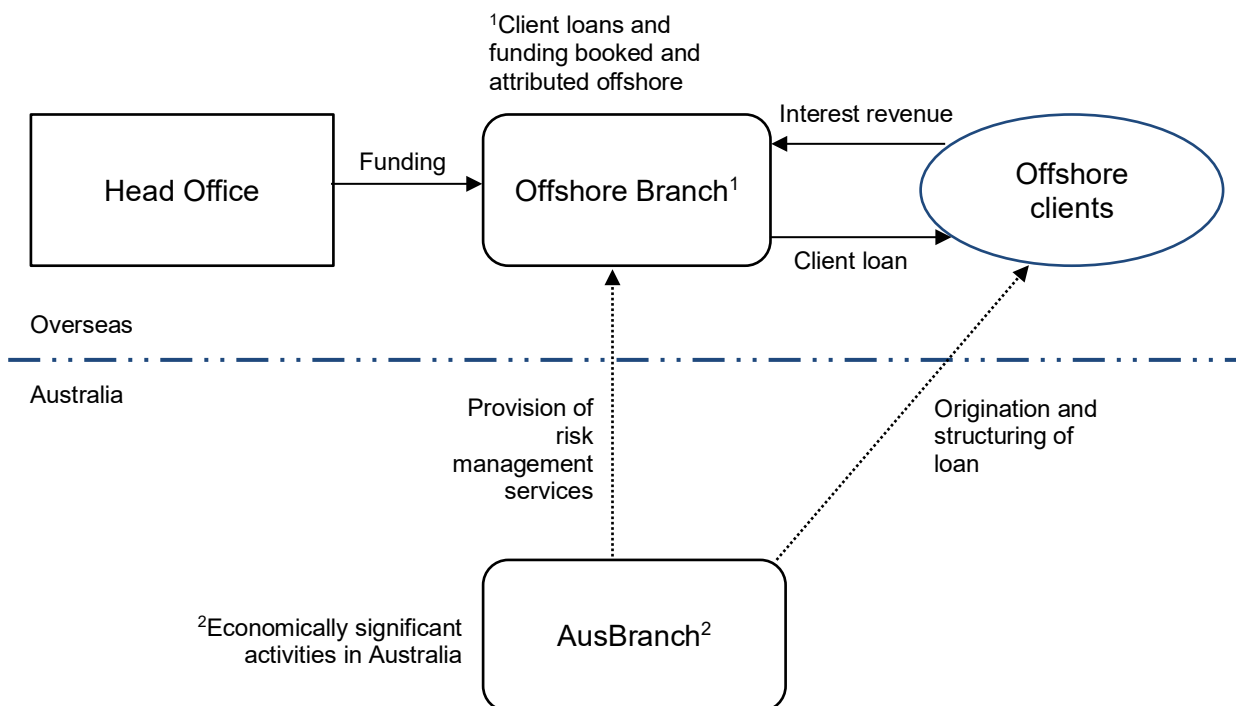 ¹Client loans and
funding booked and
attributed offshore
Head Office
Funding
Offshore Branch¹
Interest revenue
Client loan
Offshore
clients
Overseas
Australia
Provision of
risk
management
services
Origination and
structuring of
loan
²Economically significant
activities in Australia
AusBranch²